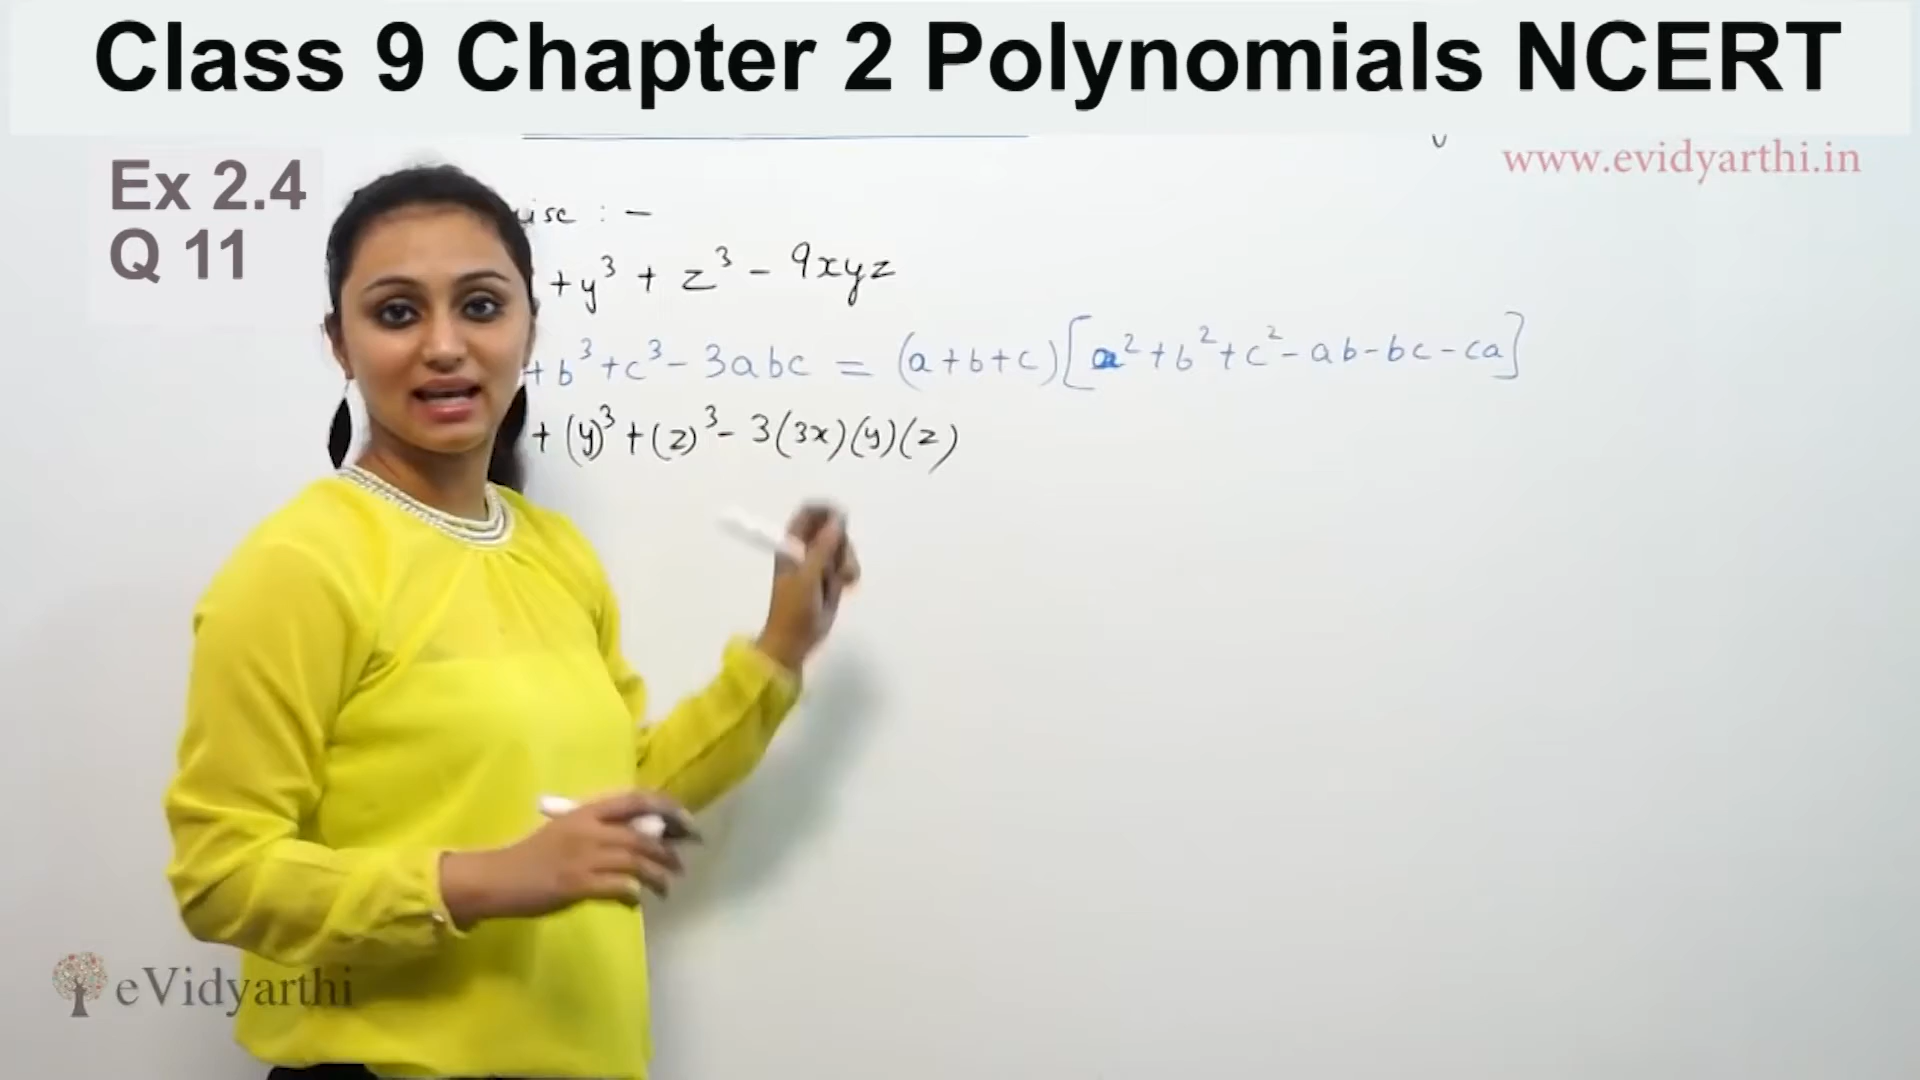 Class 9 Chapter 2 Polynomials NCERT
www.evidyarthi.in
Ex 2.4
Q 11
: —
+ y³ + z³ - 9xyz
+ b³ + c³ - 3abc = (a+b+c)[a²+b²+c²-ab-bc-ca]
+ (y)³ + (z)³ - 3(3x)(y)(z)
eVidyarthi